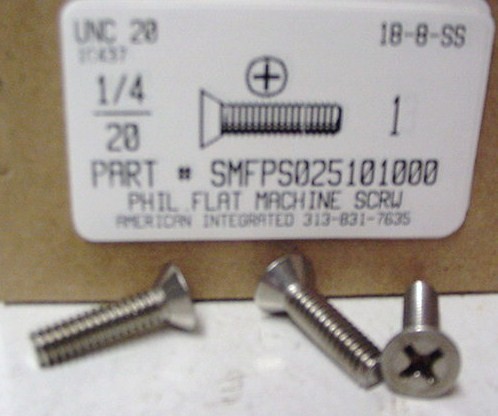 UNC 20 18-8-SS
1/4
20
1
PART # SMFPS025101000
PHIL FLAT MACHINE SCRW
AMERICAN INTEGRATED 313-831-7635